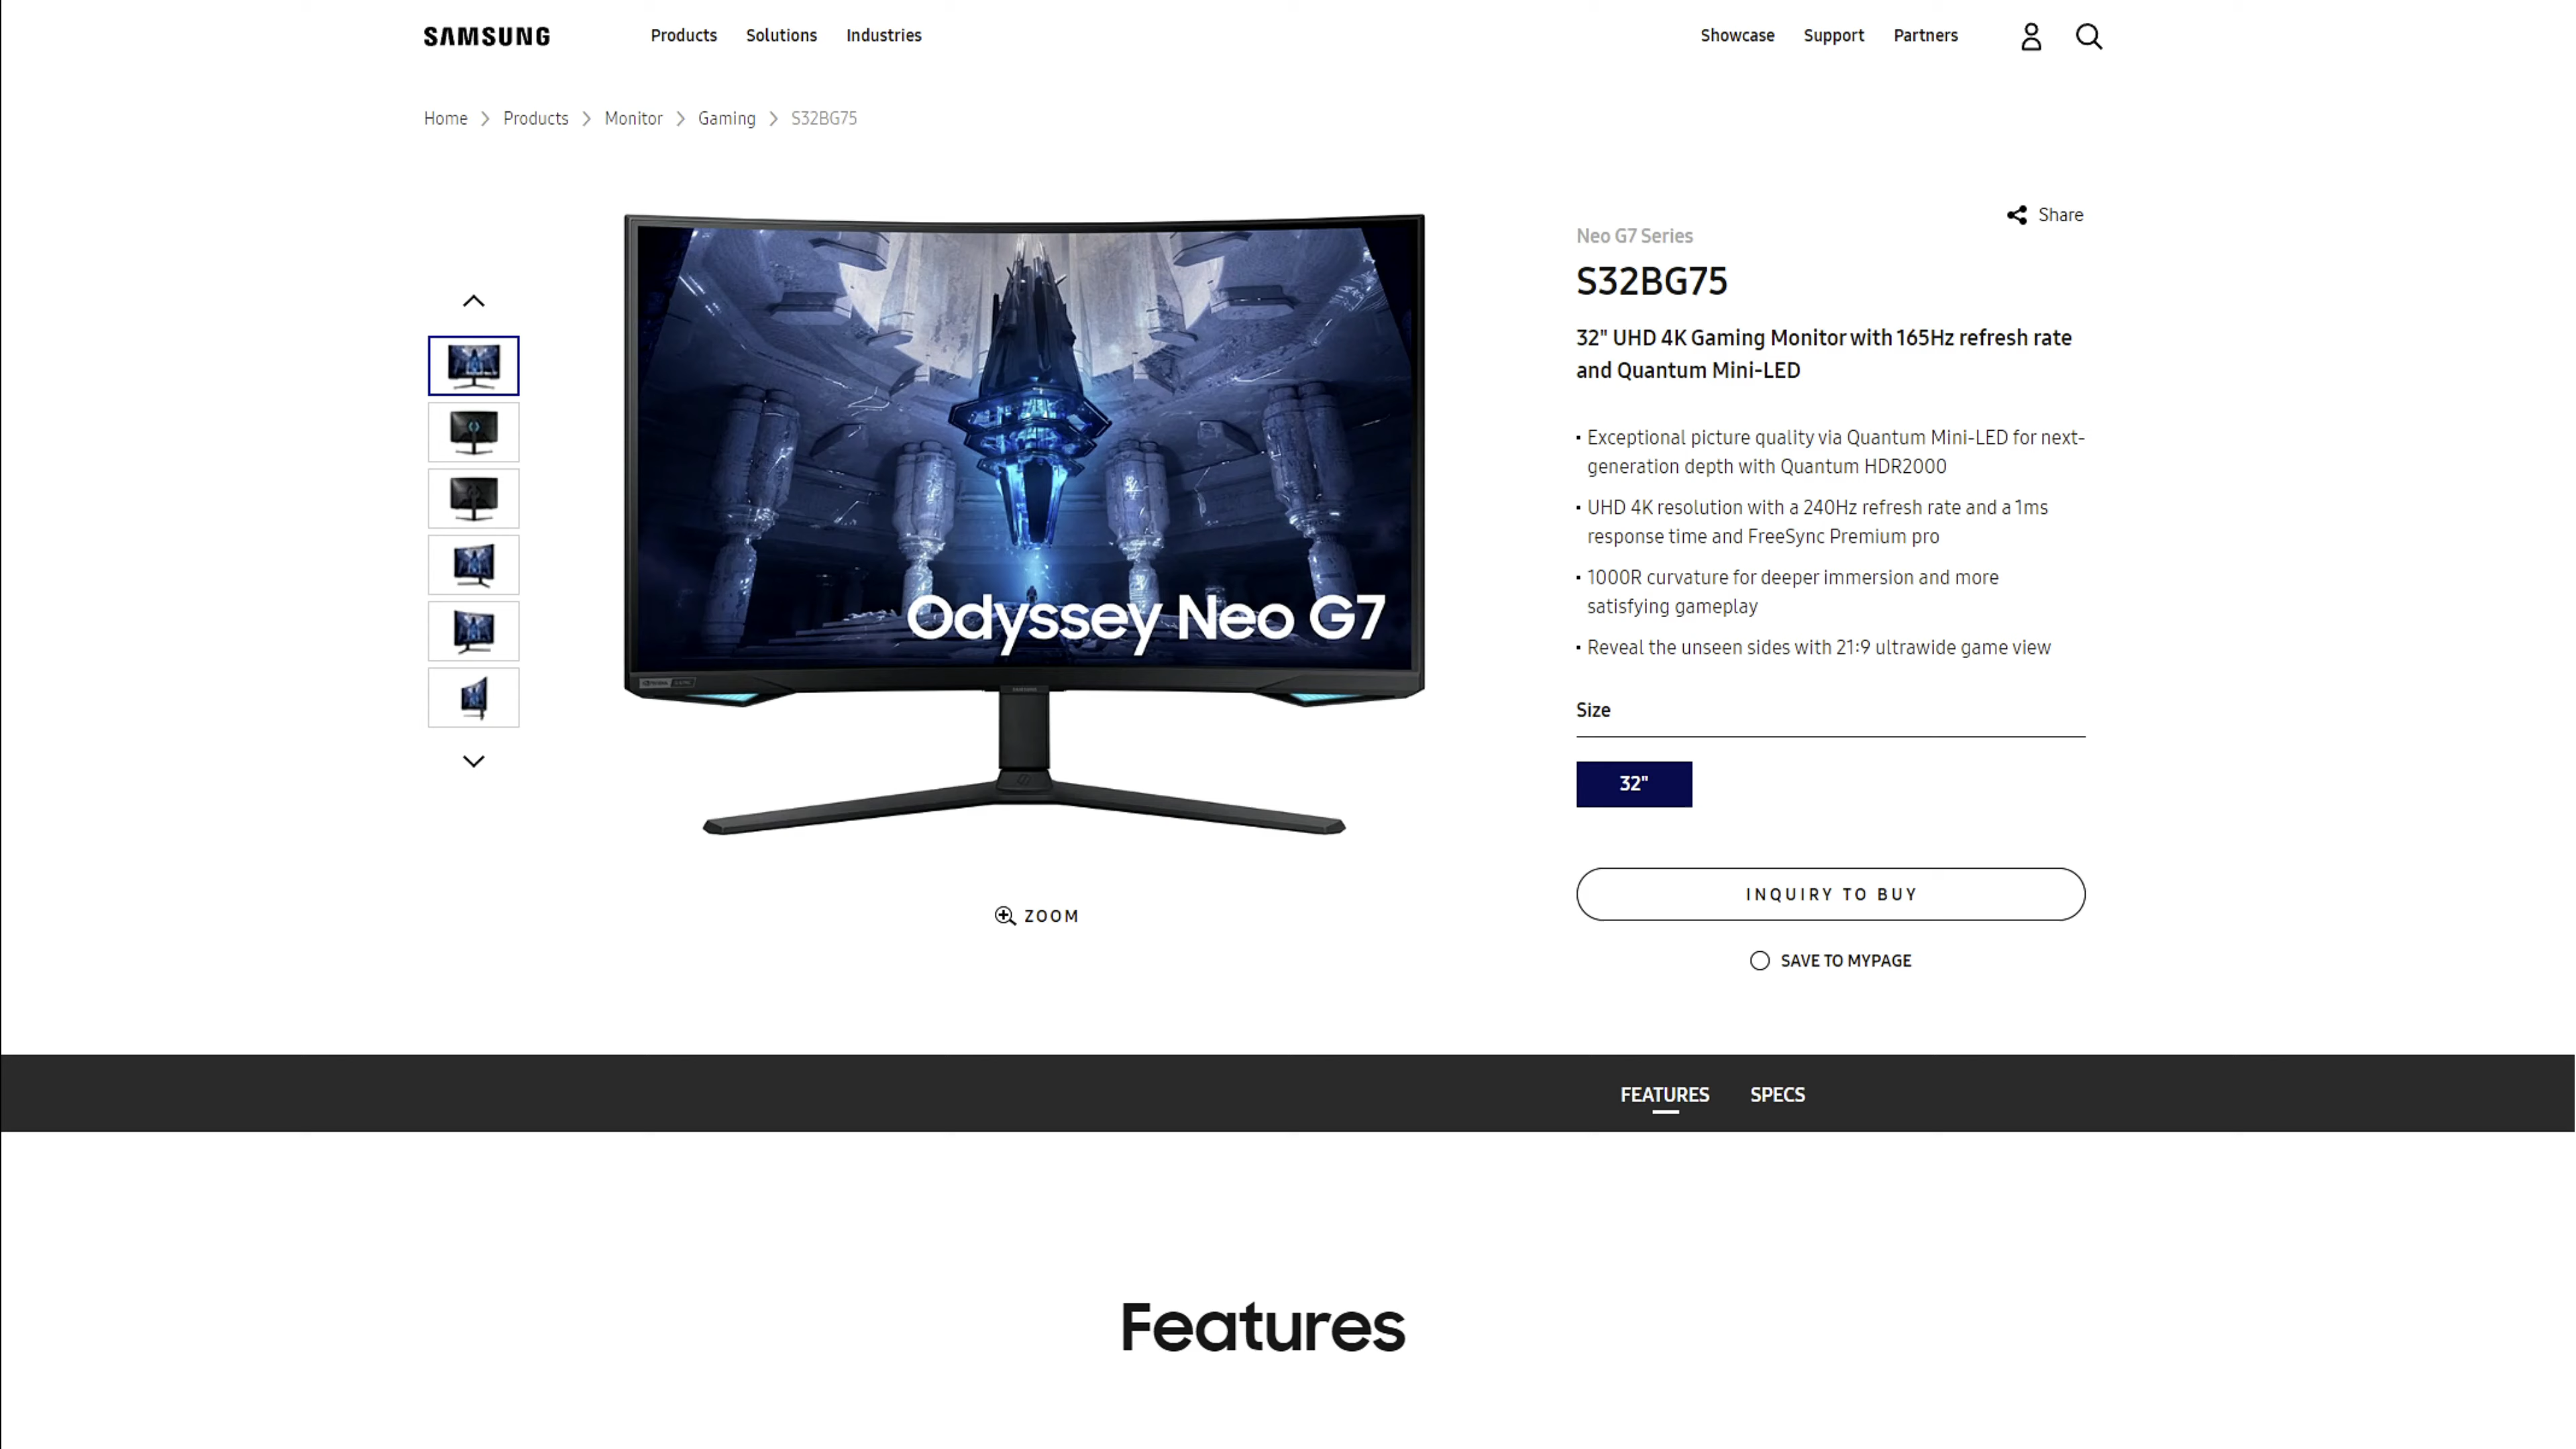 SAMSUNG
Products Solutions Industries
Showcase Support Partners
Home Products Monitor Gaming S32BG75
Share
Neo G7 Series
S32BG75
32" UHD 4K Gaming Monitor with 165Hz refresh rate
and Quantum Mini-LED
• Exceptional picture quality via Quantum Mini-LED for next-
generation depth with Quantum HDR2000
• UHD 4K resolution with a 240Hz refresh rate and a 1ms
response time and FreeSync Premium pro
• 1000R curvature for deeper immersion and more
satisfying gameplay
• Reveal the unseen sides with 21:9 ultrawide game view
Odyssey Neo G7
SAMSUNG
Size
32"
ZOOM
INQUIRY TO BUY
SAVE TO MYPAGE
FEATURES SPECS
Features